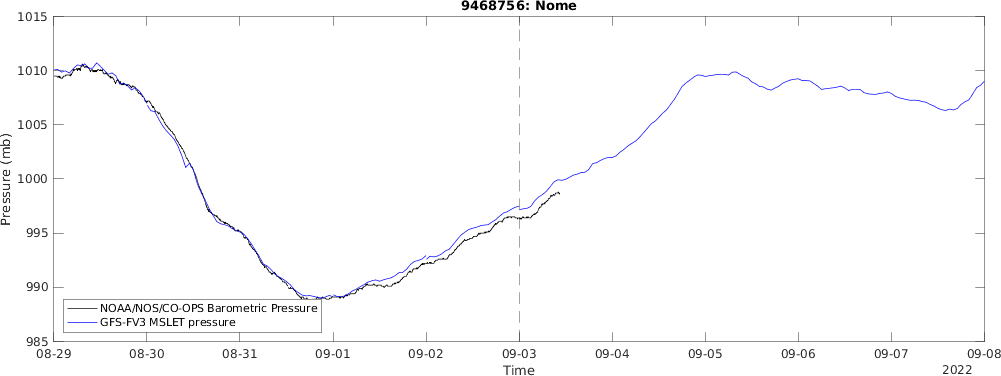 9468756: Nome
1015
1010
1005
1000
995
990
985
Pressure (mb)
NOAA/NOS/CO-OPS Barometric Pressure
GFS-FV3 MSLET pressure
08-29 08-30 08-31 09-01 09-02 09-03 09-04 09-05 09-06 09-07 09-08
Time
2022